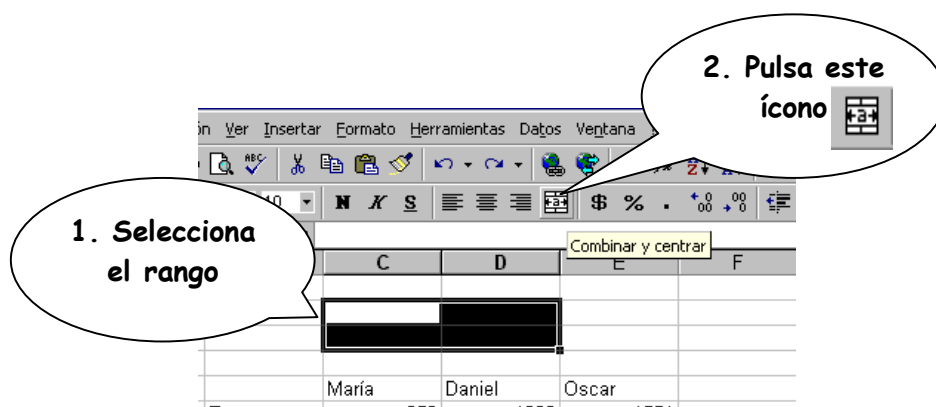 2. Pulsa este
ícono
Ver Insertar Formato Herramientas Datos Ventana
N K S $ % .
1. Selecciona
el rango
Combinar y centrar
C D E F
María Daniel Oscar